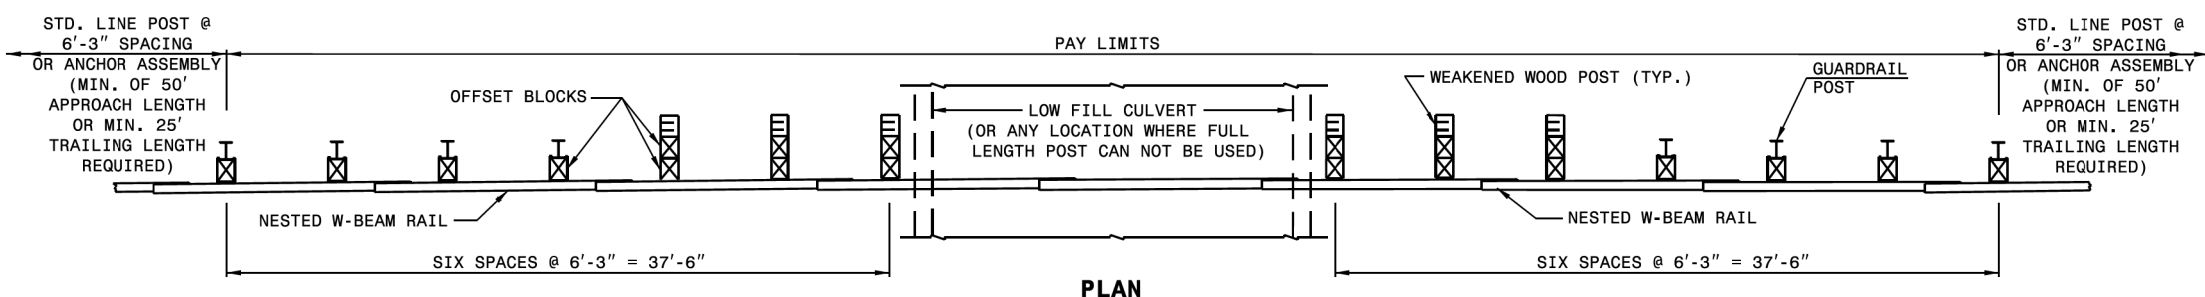 STD. LINE POST @
6'-3" SPACING
OR ANCHOR ASSEMBLY
(MIN. OF 50'
APPROACH LENGTH
OR MIN. 25'
TRAILING LENGTH
REQUIRED)
PAY LIMITS
STD. LINE POST @
6'-3" SPACING
OR ANCHOR ASSEMBLY
(MIN. OF 50'
APPROACH LENGTH
OR MIN. 25'
TRAILING LENGTH
REQUIRED)
OFFSET BLOCKS
LOW FILL CULVERT
(OR ANY LOCATION WHERE FULL
LENGTH POST CAN NOT BE USED)
WEAKENED WOOD POST (TYP.)
GUARDRAIL
POST
NESTED W-BEAM RAIL
NESTED W-BEAM RAIL
SIX SPACES @ 6'-3" = 37'-6"
SIX SPACES @ 6'-3" = 37'-6"
PLAN